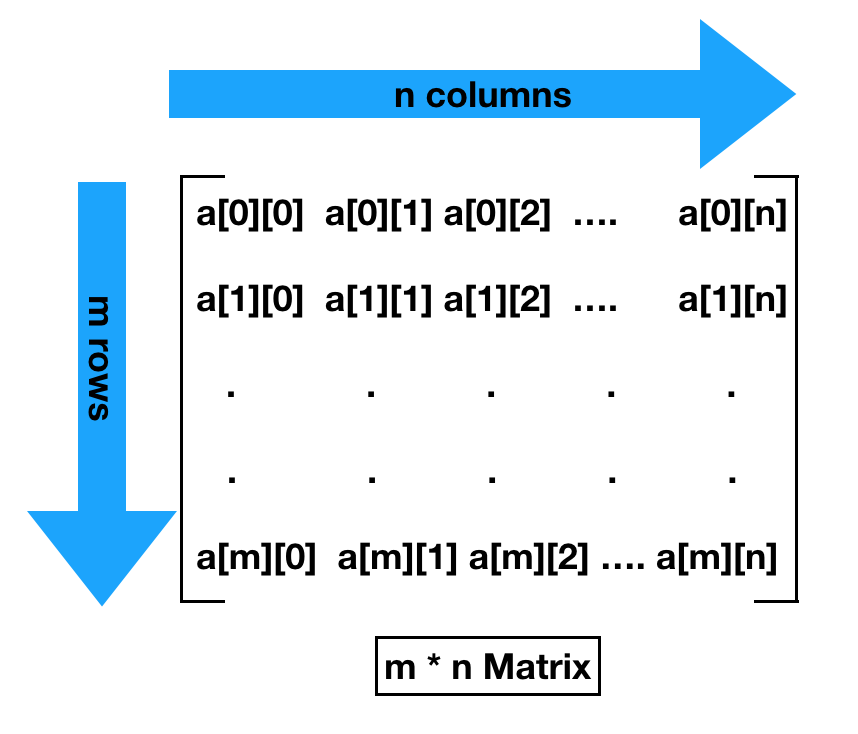 n columns
m rows
a[0][0] a[0][1] a[0][2] .... a[0][n]
a[1][0] a[1][1] a[1][2] .... a[1][n]
. . . . .
. . . . .
a[m][0] a[m][1] a[m][2] .... a[m][n]
m * n Matrix